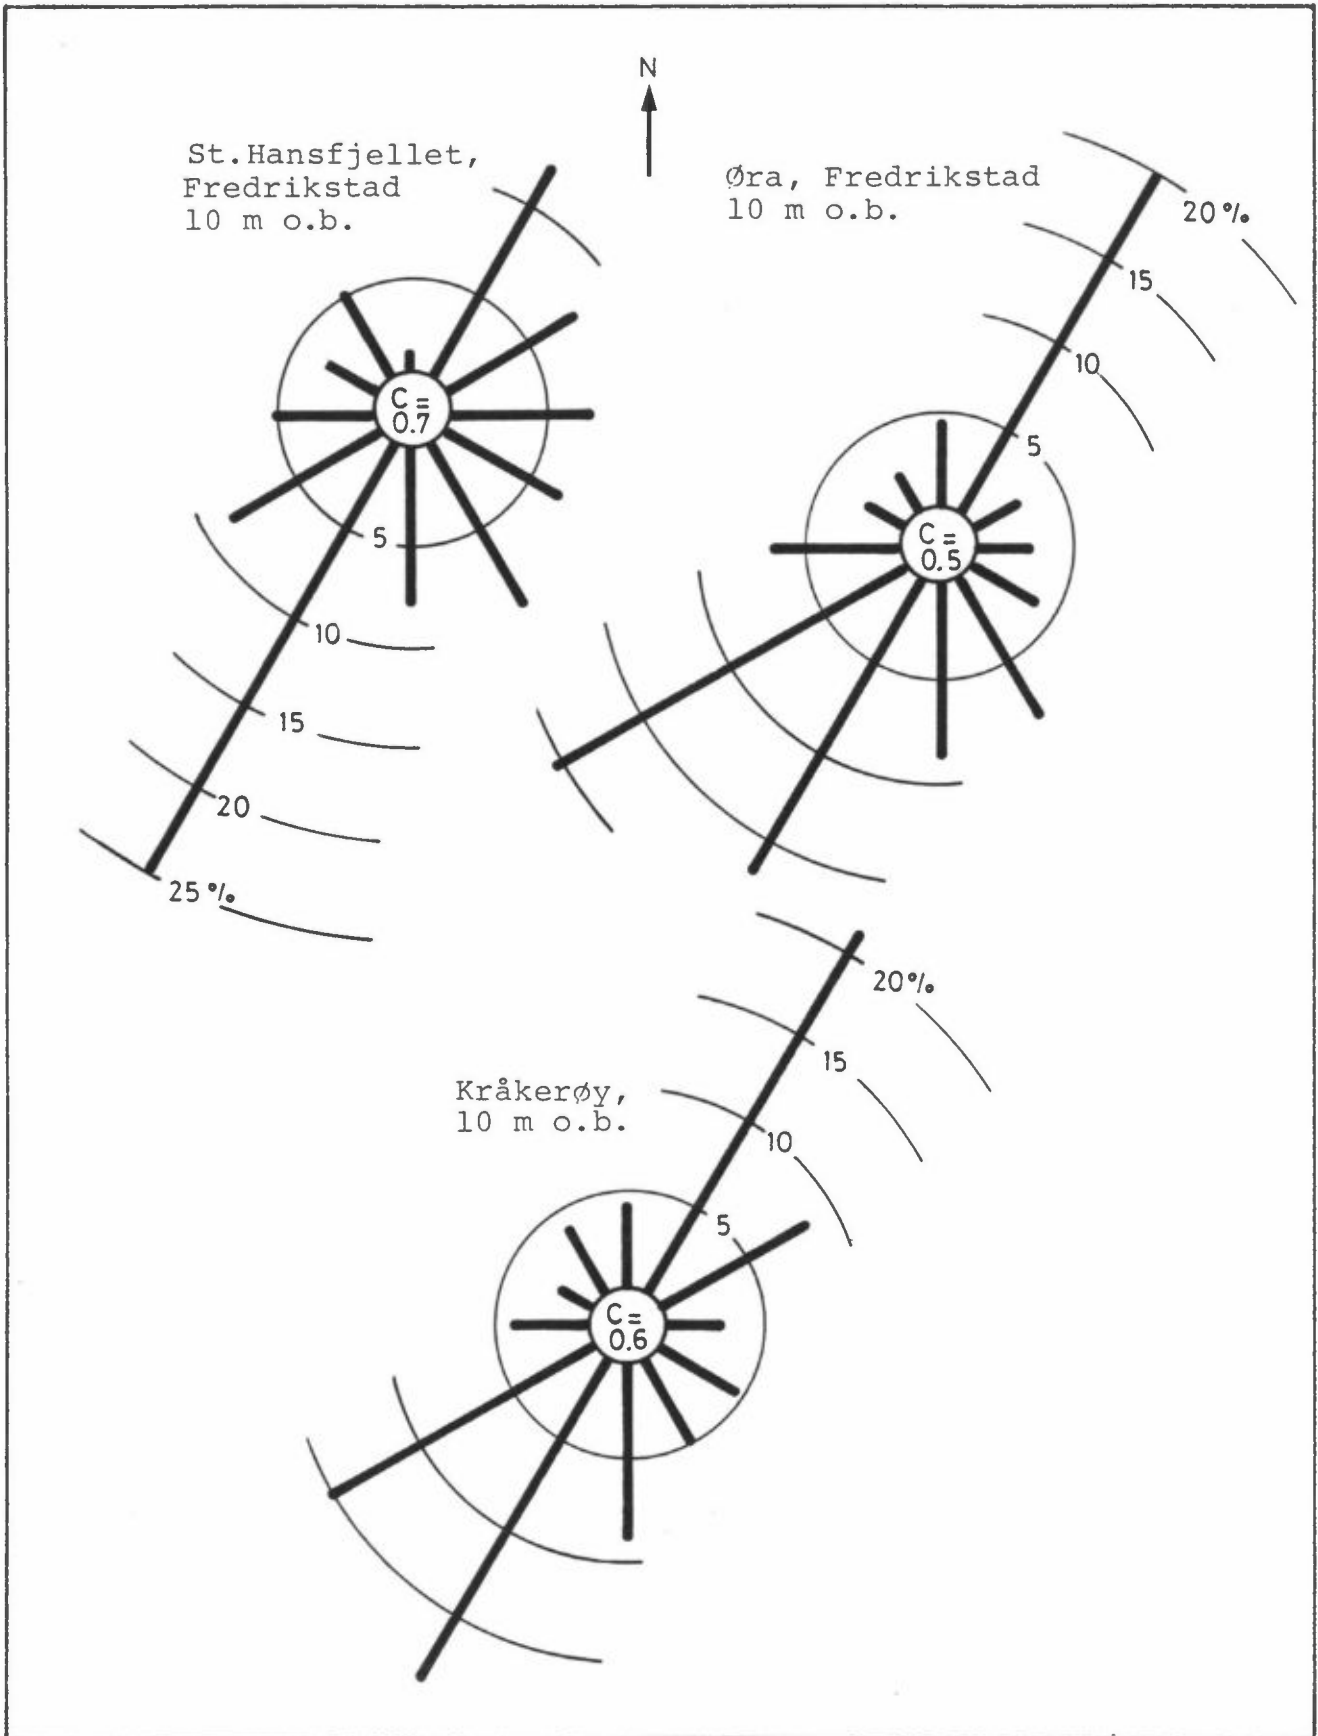 N
St.Hansfjellet,
Fredrikstad
10 m o.b.
C=
0.7
5
10
15
20
25%
Øra, Fredrikstad
10 m o.b.
20%
15
10
5
C=
0.5
Kråkerøy,
10 m o.b.
20%
15
10
5
C=
0.6